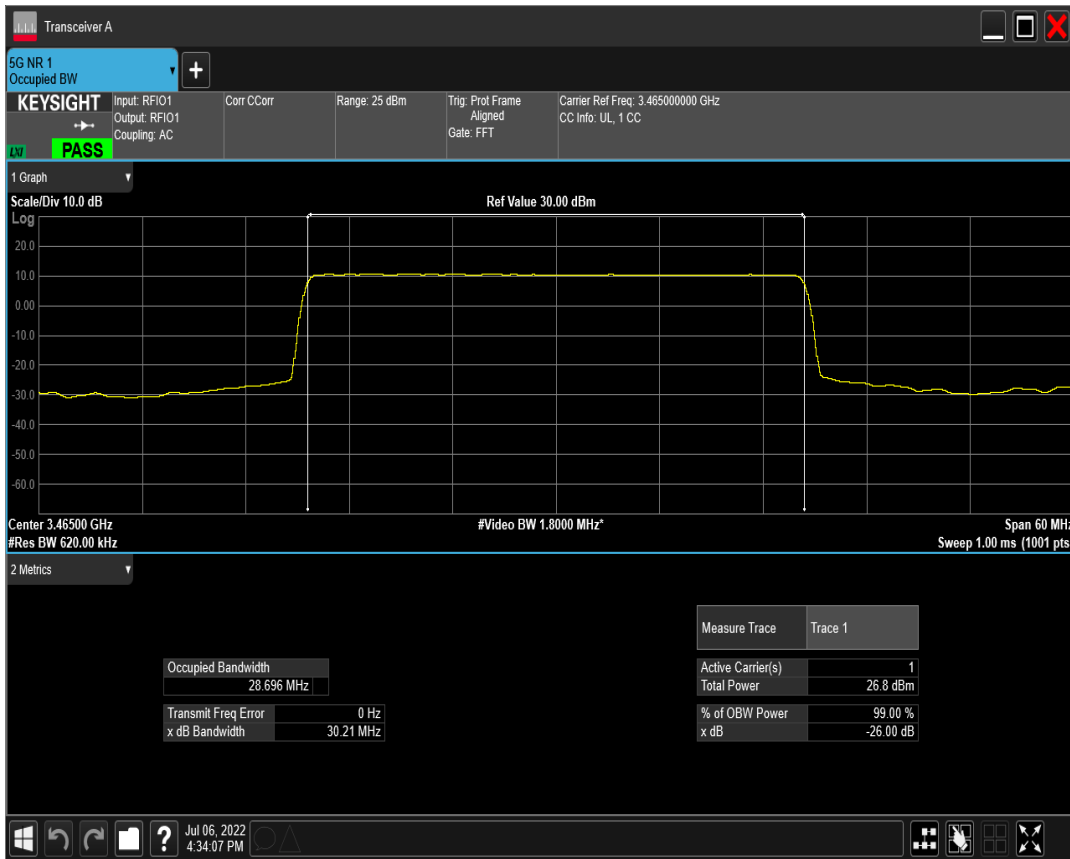 Transceiver A
5G NR 1
Occupied BW
KEYSIGHT
LXI
PASS
Input: RFIO1
Output: RFIO1
Coupling: AC
Corr CCorr
Range: 25 dBm
Trig: Prot Frame
Aligned
Gate: FFT
Carrier Ref Freq: 3.465000000 GHz
CC Info: UL, 1 CC
1 Graph
Scale/Div 10.0 dB
Ref Value 30.00 dBm
Log
20.0
10.0
0.00
-10.0
-20.0
-30.0
-40.0
-50.0
-60.0
Center 3.46500 GHz
#Video BW 1.8000 MHz*
Span 60 MHz
#Res BW 620.00 kHz
Sweep 1.00 ms (1001 pts
2 Metrics
Measure Trace Trace 1
Occupied Bandwidth
28.696 MHz
Active Carrier(s) 1
Total Power 26.8 dBm
Transmit Freq Error 0 Hz
x dB Bandwidth 30.21 MHz
% of OBW Power 99.00 %
x dB -26.00 dB
Jul 06, 2022
4:34:07 PM